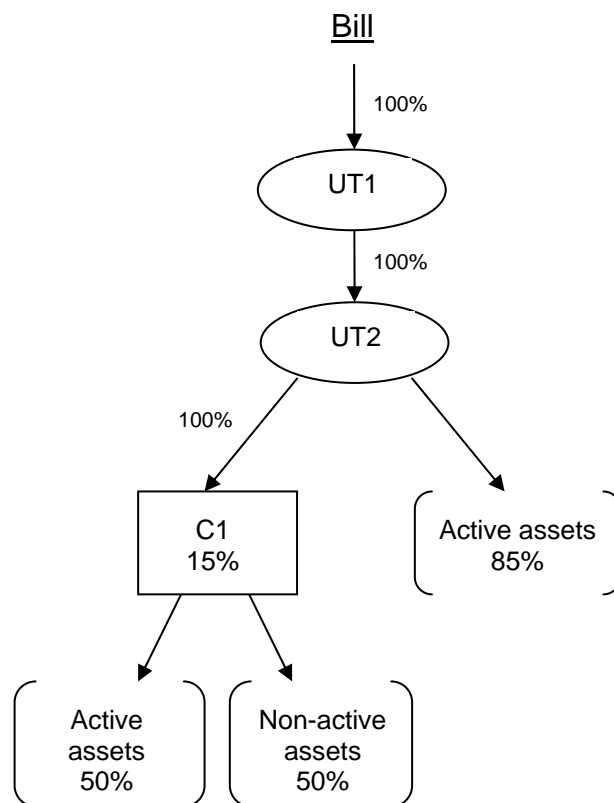 Bill
100%
UT1
100%
UT2
100%
C1
15%
Active assets
85%
Active
assets
50%
Non-active
assets
50%